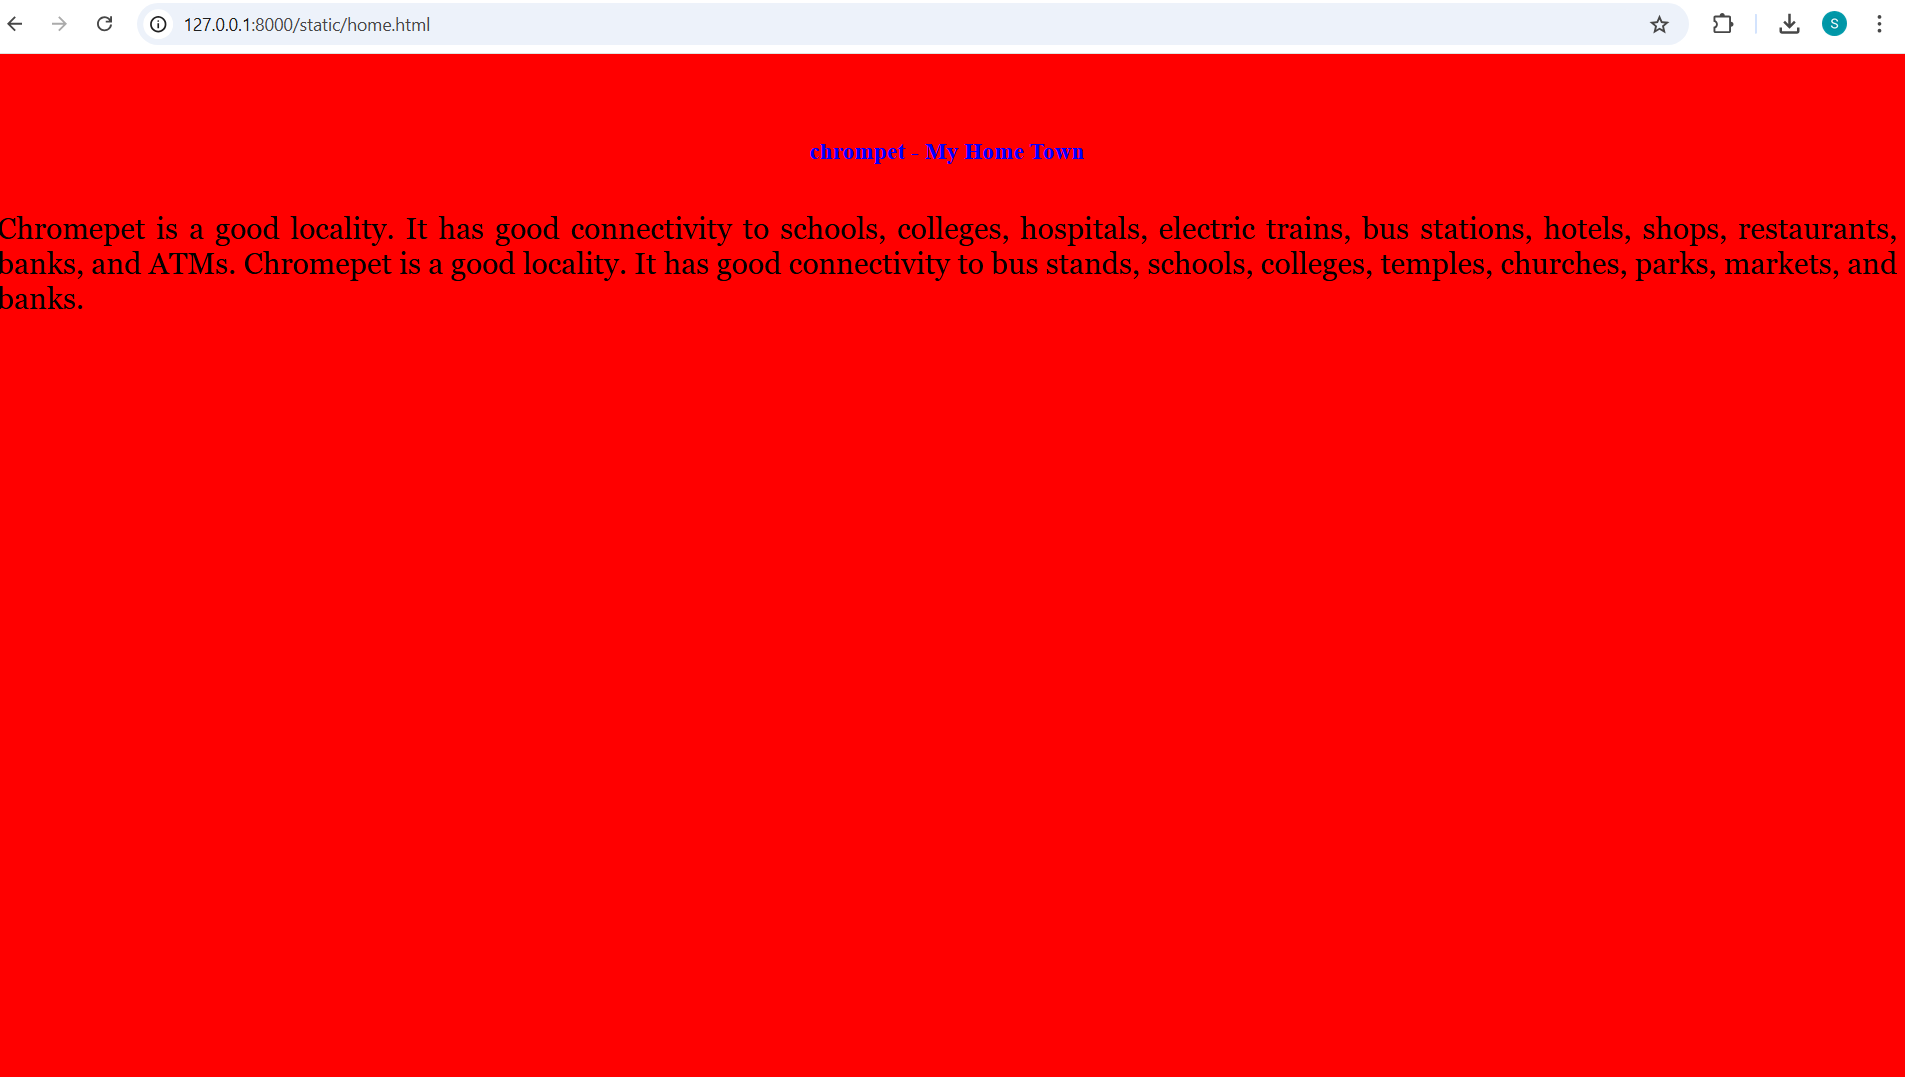 127.0.0.1:8000/static/home.html
S
chrompet - My Home Town
Chromepet is a good locality. It has good connectivity to schools, colleges, hospitals, electric trains, bus stations, hotels, shops, restaurants,
banks, and ATMs. Chromepet is a good locality. It has good connectivity to bus stands, schools, colleges, temples, churches, parks, markets, and
banks.